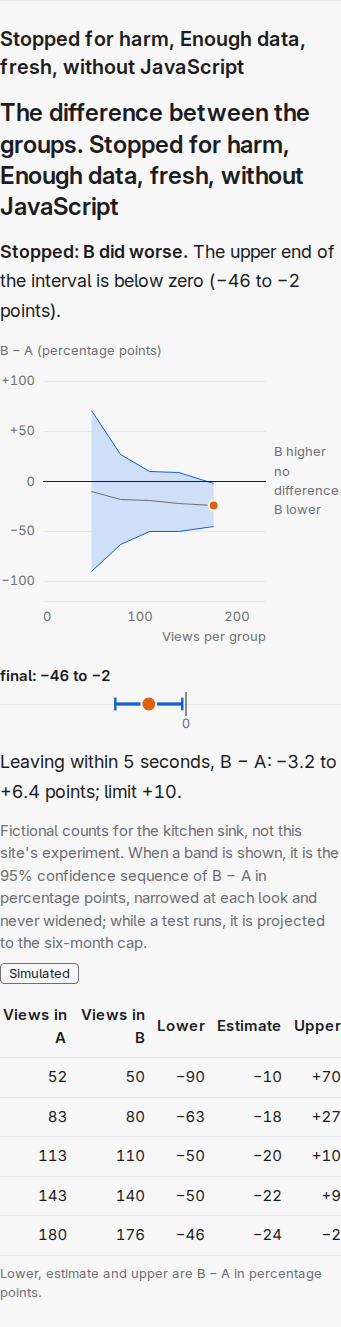 Stopped for harm, Enough data,
fresh, without JavaScript
The difference between the
groups. Stopped for harm,
Enough data, fresh, without
JavaScript
Stopped: B did worse. The upper end of
the interval is below zero (−46 to −2
points).
B − A (percentage points)
+100
+50
0
−50
−100
B higher
no
difference
B lower
0 100 200
Views per group
final: −46 to −2
0
Leaving within 5 seconds, B − A: −3.2 to
+6.4 points; limit +10.
Fictional counts for the kitchen sink, not this
site's experiment. When a band is shown, it is the
95% confidence sequence of B − A in
percentage points, narrowed at each look and
never widened; while a test runs, it is projected
to the six-month cap.
Simulated
Views in A Views in B Lower Estimate Upper
52 50 −90 −10 +70
83 80 −63 −18 +27
113 110 −50 −20 +10
143 140 −50 −22 +9
180 176 −46 −24 −2
Lower, estimate and upper are B − A in percentage
points.